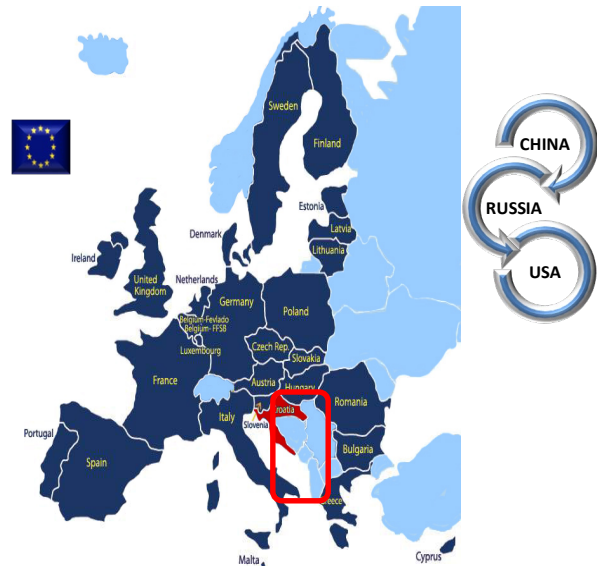 Sweden
Finland
Estonia
Latvia
Lithuania
Denmark
Ireland
United
Kingdom
Netherlands
Germany
Poland
Belgium-Fevlado
Belgium- FFSB
Luxembourg
Czech Rep.
Slovakia
France
Austria
Hungary
Romania
Italy
Slovenia
Croatia
Portugal
Spain
Bulgaria
Greece
Malta
Cyprus
CHINA
RUSSIA
USA